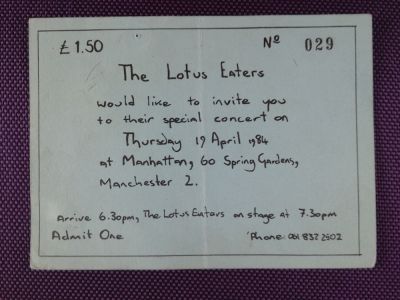 £1.50 Nº 029
The Lotus Eaters
would like to invite you
to their special concert on
Thursday 19 April 1984
at Manhattan, 60 Spring Gardens,
Manchester 2.
Arrive 6.30pm, The Lotus Eaters on stage at 7.30pm
Admit One 'Phone 061 832 2502